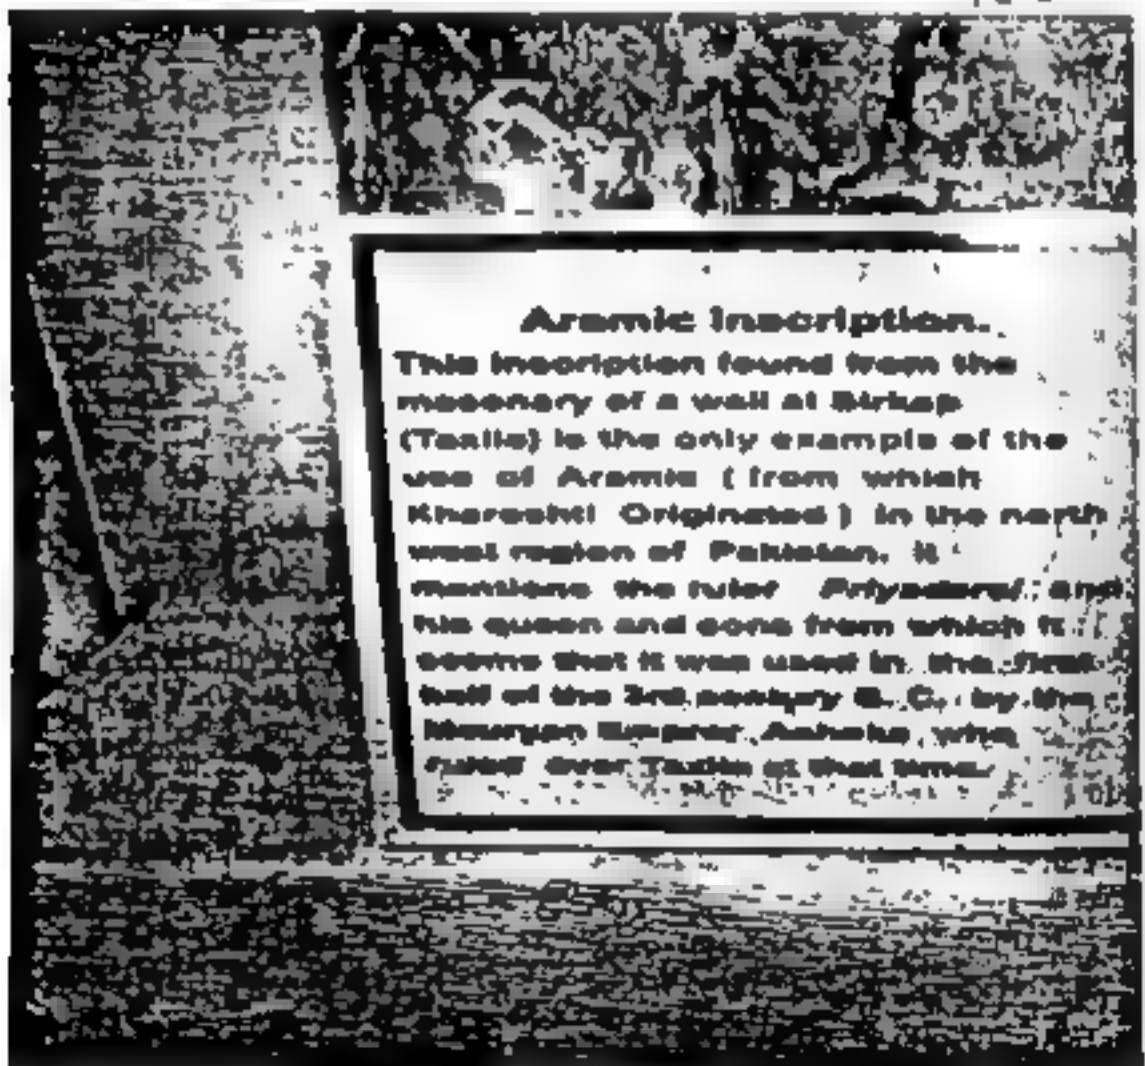 Aramic Inscription.
This inscription found from the
masonary of a wall at Sirkap
(Taxila) is the only example of the
use of Aramic ( from which
Kharoshti Originated ) in the north
west region of Pakistan. It
mentions the ruler Priyadarsi and
his queen and sons from which it
seems that it was used in the first
half of the 3rd century B. C. by the
Mauryan Emperor Ashoka who
ruled over Taxila at that time.